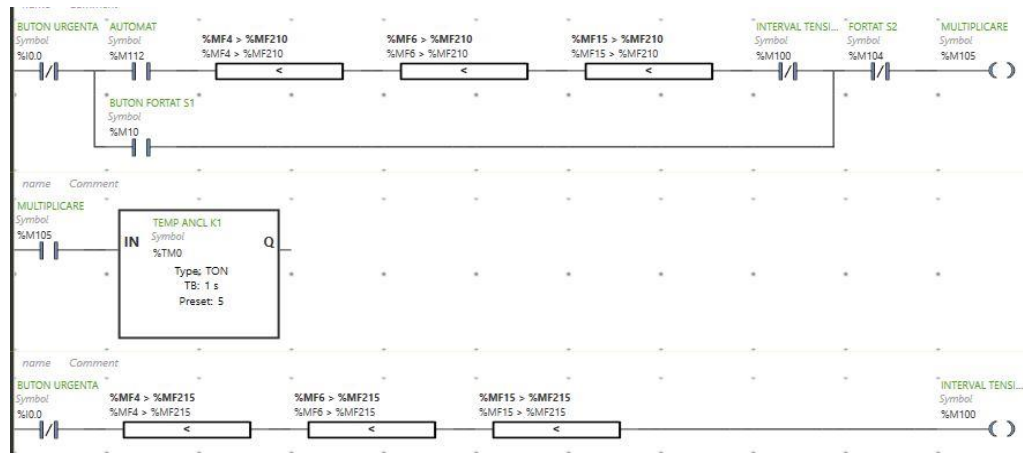 name Comment
BUTON URGENTA AUTOMAT INTERVAL TENSI... FORTAT S2 MULTIPLICARE
Symbol Symbol %MF4 > %MF210 %MF6 > %MF210 %MF15 > %MF210 Symbol Symbol Symbol
%I0.0 %M112 %MF4 > %MF210 %MF6 > %MF210 %MF15 > %MF210 %M100 %M104 %M105
< < <
BUTON FORTAT S1
Symbol
%M10
name Comment
MULTIPLICARE
Symbol
%M105
TEMP ANCL K1
IN Symbol Q
%TM0
Type: TON
TB: 1 s
Preset: 5
name Comment
BUTON URGENTA INTERVAL TENSI...
Symbol %MF4 > %MF215 %MF6 > %MF215 %MF15 > %MF215 Symbol
%I0.0 %MF4 > %MF215 %MF6 > %MF215 %MF15 > %MF215 %M100
< < <